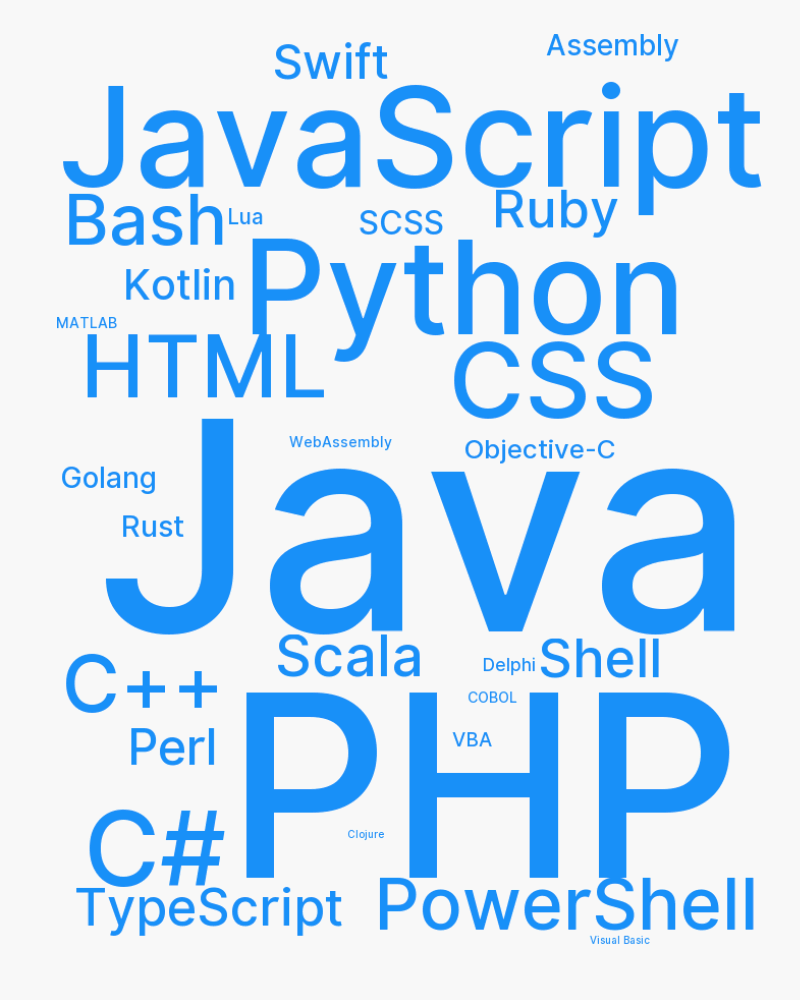 Assembly
Swift
JavaScript
Bash
Lua
SCSS
Ruby
Kotlin
Python
MATLAB
HTML
CSS
WebAssembly
Objective-C
Golang
Java
Rust
Scala
Delphi
Shell
C++
COBOL
PHP
VBA
Perl
Clojure
C#
TypeScript
PowerShell
Visual Basic